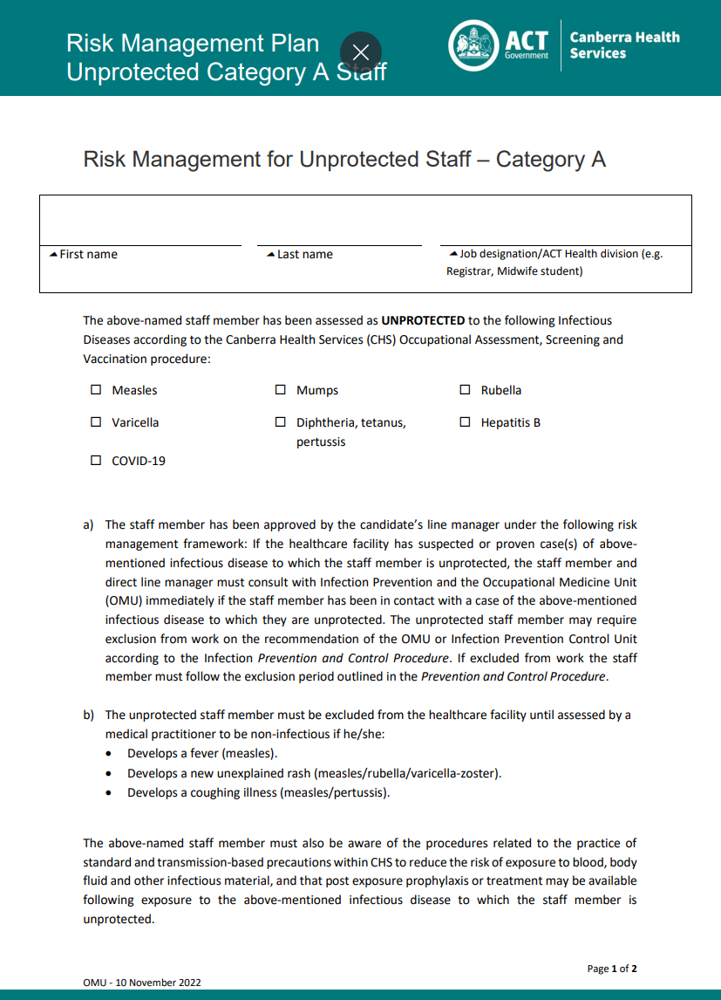 Risk Management Plan
Unprotected Category A Staff
ACT
Government
Canberra Health
Services
Risk Management for Unprotected Staff – Category A
First name
Last name
Job designation/ACT Health division (e.g.
Registrar, Midwife student)
The above-named staff member has been assessed as UNPROTECTED to the following Infectious
Diseases according to the Canberra Health Services (CHS) Occupational Assessment, Screening and
Vaccination procedure:
☐ Measles ☐ Mumps ☐ Rubella
☐ Varicella ☐ Diphtheria, tetanus, ☐ Hepatitis B
pertussis
☐ COVID-19
a) The staff member has been approved by the candidate's line manager under the following risk
management framework: If the healthcare facility has suspected or proven case(s) of above-
mentioned infectious disease to which the staff member is unprotected, the staff member and
direct line manager must consult with Infection Prevention and the Occupational Medicine Unit
(OMU) immediately if the staff member has been in contact with a case of the above-mentioned
infectious disease to which they are unprotected. The unprotected staff member may require
exclusion from work on the recommendation of the OMU or Infection Prevention Control Unit
according to the Infection Prevention and Control Procedure. If excluded from work the staff
member must follow the exclusion period outlined in the Prevention and Control Procedure.
b) The unprotected staff member must be excluded from the healthcare facility until assessed by a
medical practitioner to be non-infectious if he/she:
• Develops a fever (measles).
• Develops a new unexplained rash (measles/rubella/varicella-zoster).
• Develops a coughing illness (measles/pertussis).
The above-named staff member must also be aware of the procedures related to the practice of
standard and transmission-based precautions within CHS to reduce the risk of exposure to blood, body
fluid and other infectious material, and that post exposure prophylaxis or treatment may be available
following exposure to the above-mentioned infectious disease to which the staff member is
unprotected.
Page 1 of 2
OMU - 10 November 2022